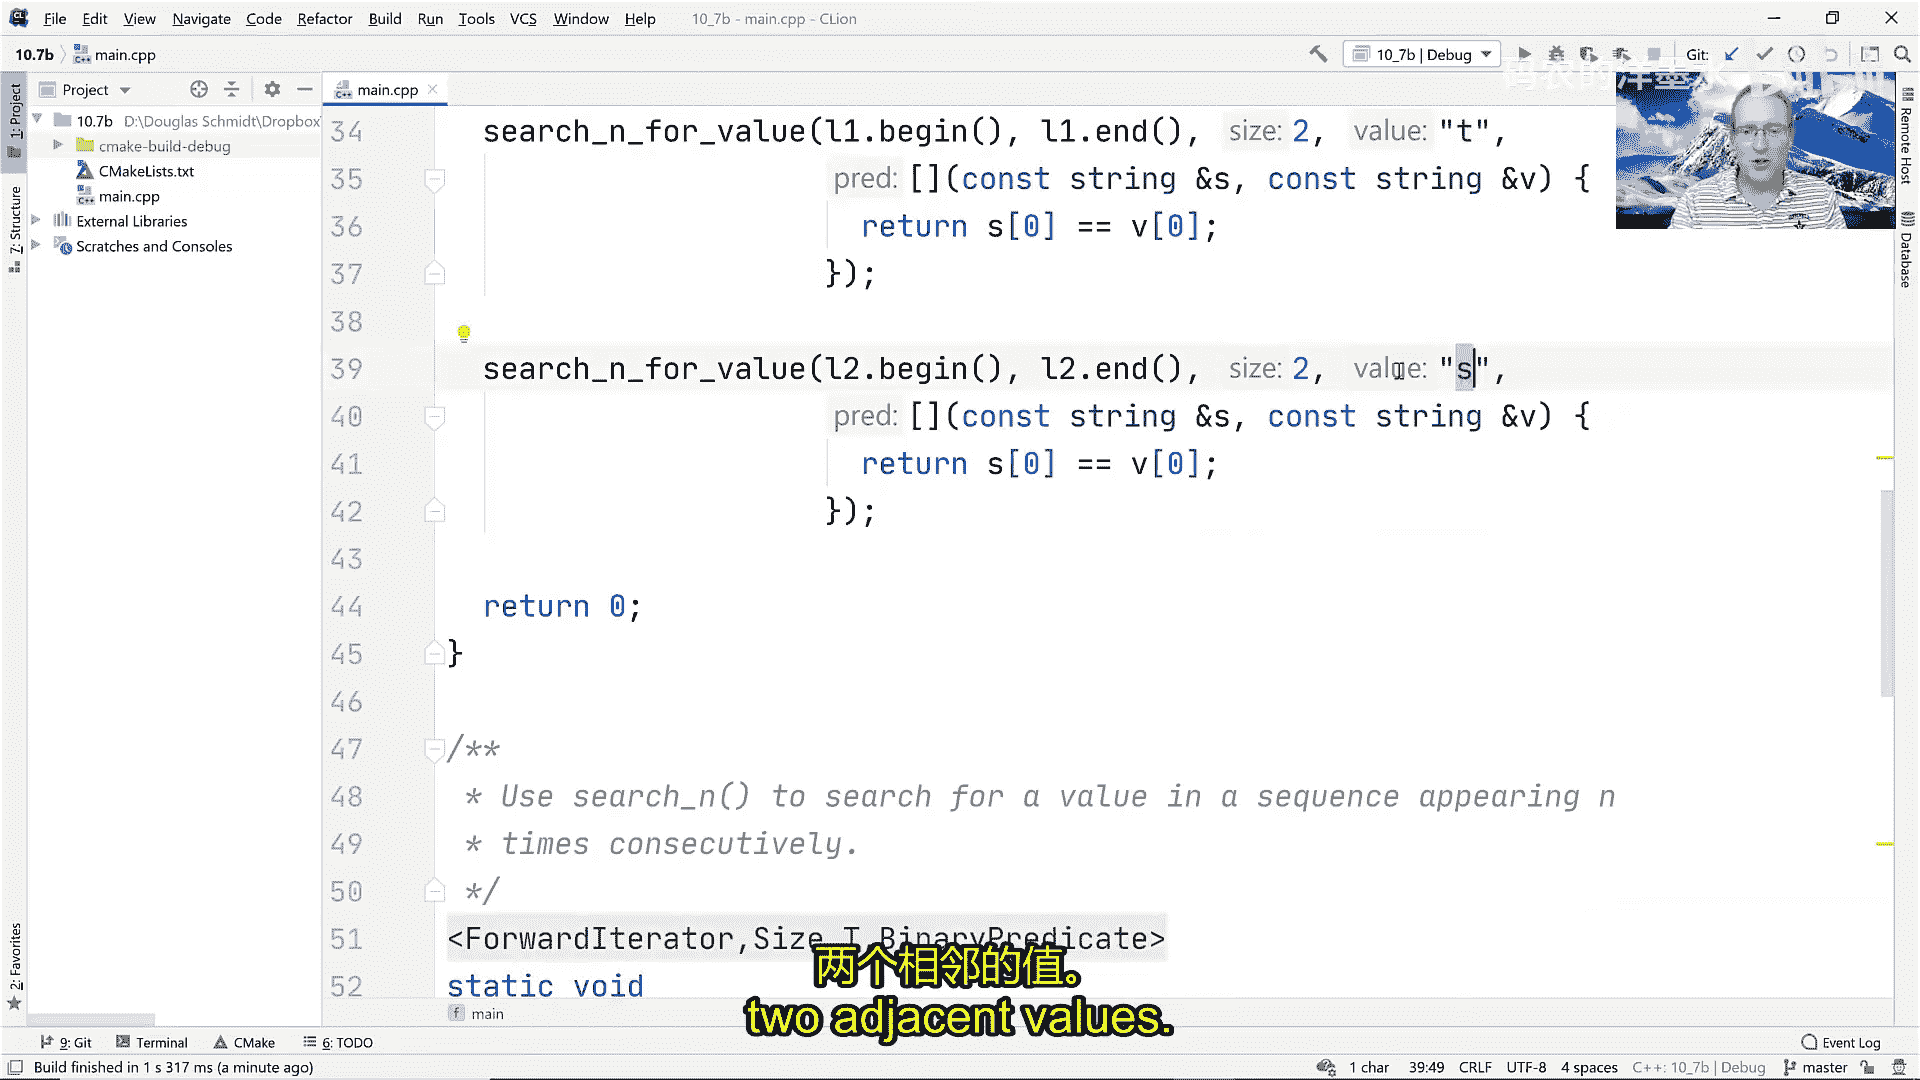 File Edit View Navigate Code Refactor Build Run Tools VCS Window Help 10_7b - main.cpp - CLion
10.7b main.cpp 10_7b | Debug Git:
1: Project
Project
main.cpp
10.7b D:\Douglas Schmidt\Dropbox
cmake-build-debug
CMakeLists.txt
main.cpp
External Libraries
Scratches and Consoles
7: Structure
2: Favorites
Remote Host
Database
34 search_n_for_value(l1.begin(), l1.end(), size: 2, value: "t",
35 pred: [](const string &s, const string &v) {
36 return s[0] == v[0];
37 });
38
39 search_n_for_value(l2.begin(), l2.end(), size: 2, value: "s",
40 pred: [](const string &s, const string &v) {
41 return s[0] == v[0];
42 });
43
44 return 0;
45 }
46
47 /**
48 * Use search_n() to search for a value in a sequence appearing n
49 * times consecutively.
50 */
51 <ForwardIterator,Size,T,BinaryPredicate>
52 static void
两个相邻的值。
two adjacent values.
f main
9: Git Terminal CMake 6: TODO Event Log
Build finished in 1 s 317 ms (a minute ago) 1 char 39:49 CRLF UTF-8 4 spaces C++: 10_7b | Debug master